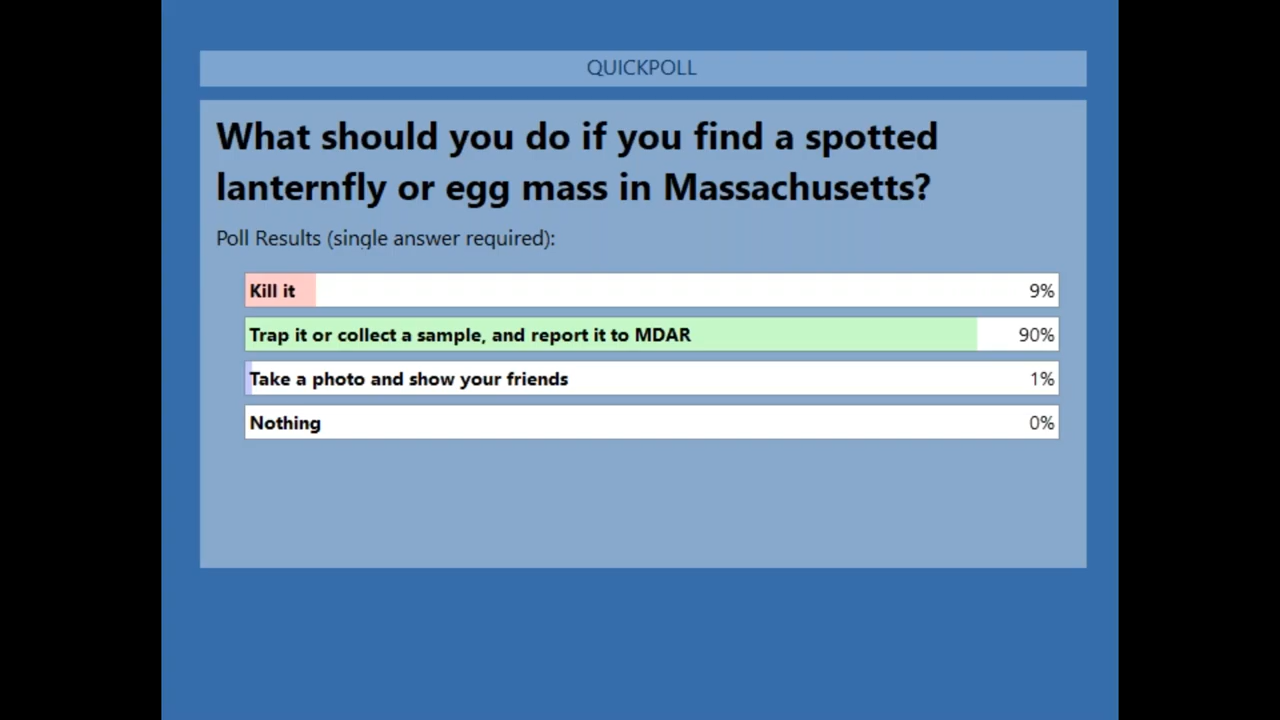 QUICKPOLL
What should you do if you find a spotted
lanternfly or egg mass in Massachusetts?
Poll Results (single answer required):
Kill it 9%
Trap it or collect a sample, and report it to MDAR 90%
Take a photo and show your friends 1%
Nothing 0%